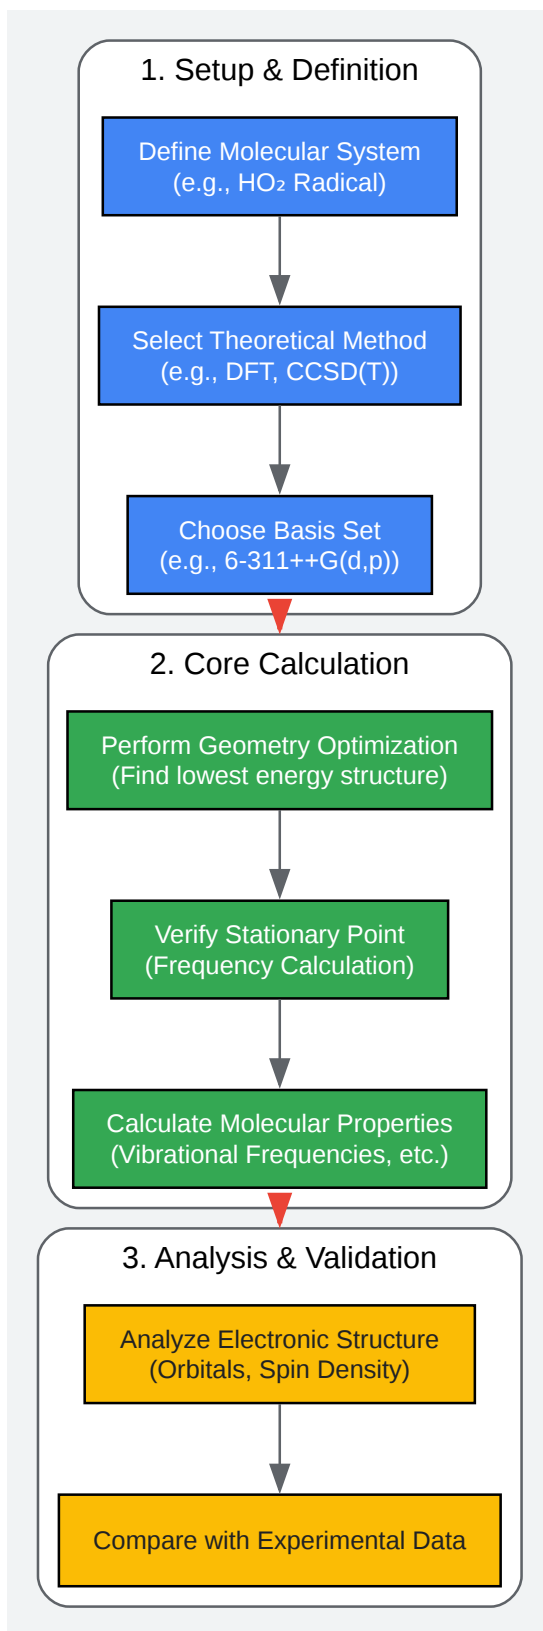 1. Setup & Definition
Define Molecular System
(e.g., HO₂ Radical)
Select Theoretical Method
(e.g., DFT, CCSD(T))
Choose Basis Set
(e.g., 6-311++G(d,p))
2. Core Calculation
Perform Geometry Optimization
(Find lowest energy structure)
Verify Stationary Point
(Frequency Calculation)
Calculate Molecular Properties
(Vibrational Frequencies, etc.)
3. Analysis & Validation
Analyze Electronic Structure
(Orbitals, Spin Density)
Compare with Experimental Data